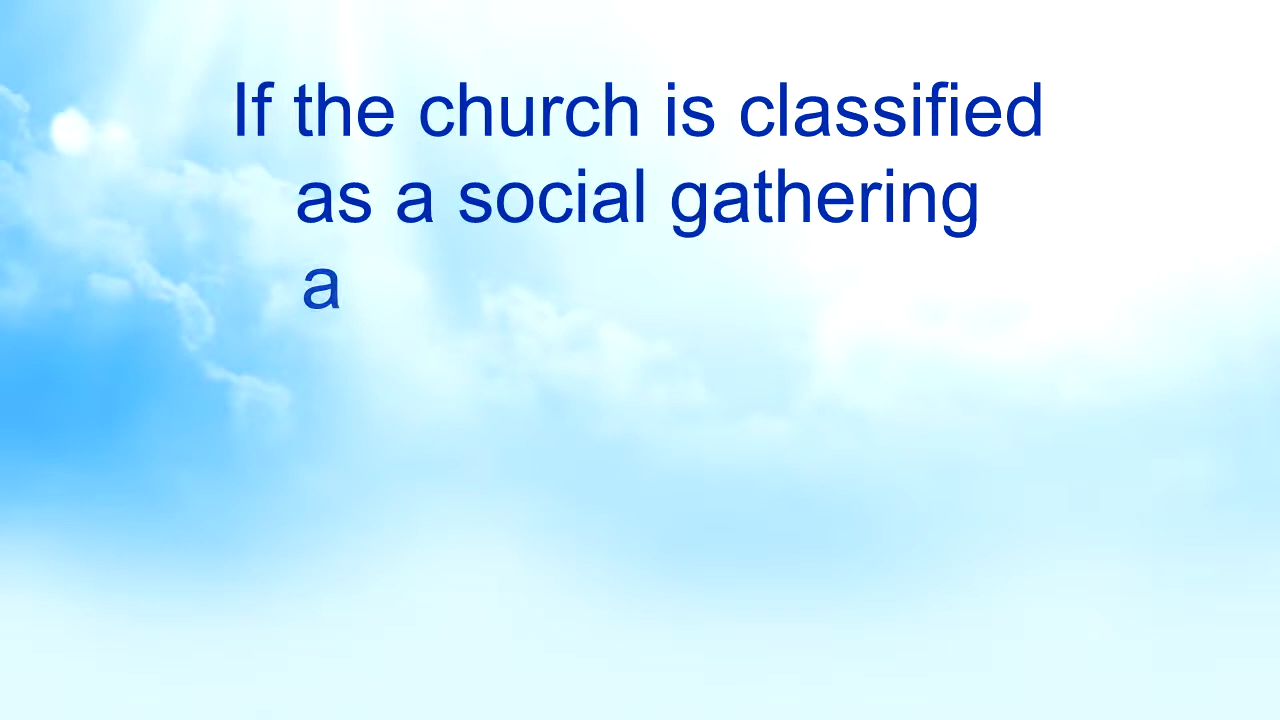 If the church is classified
as a social gathering
a